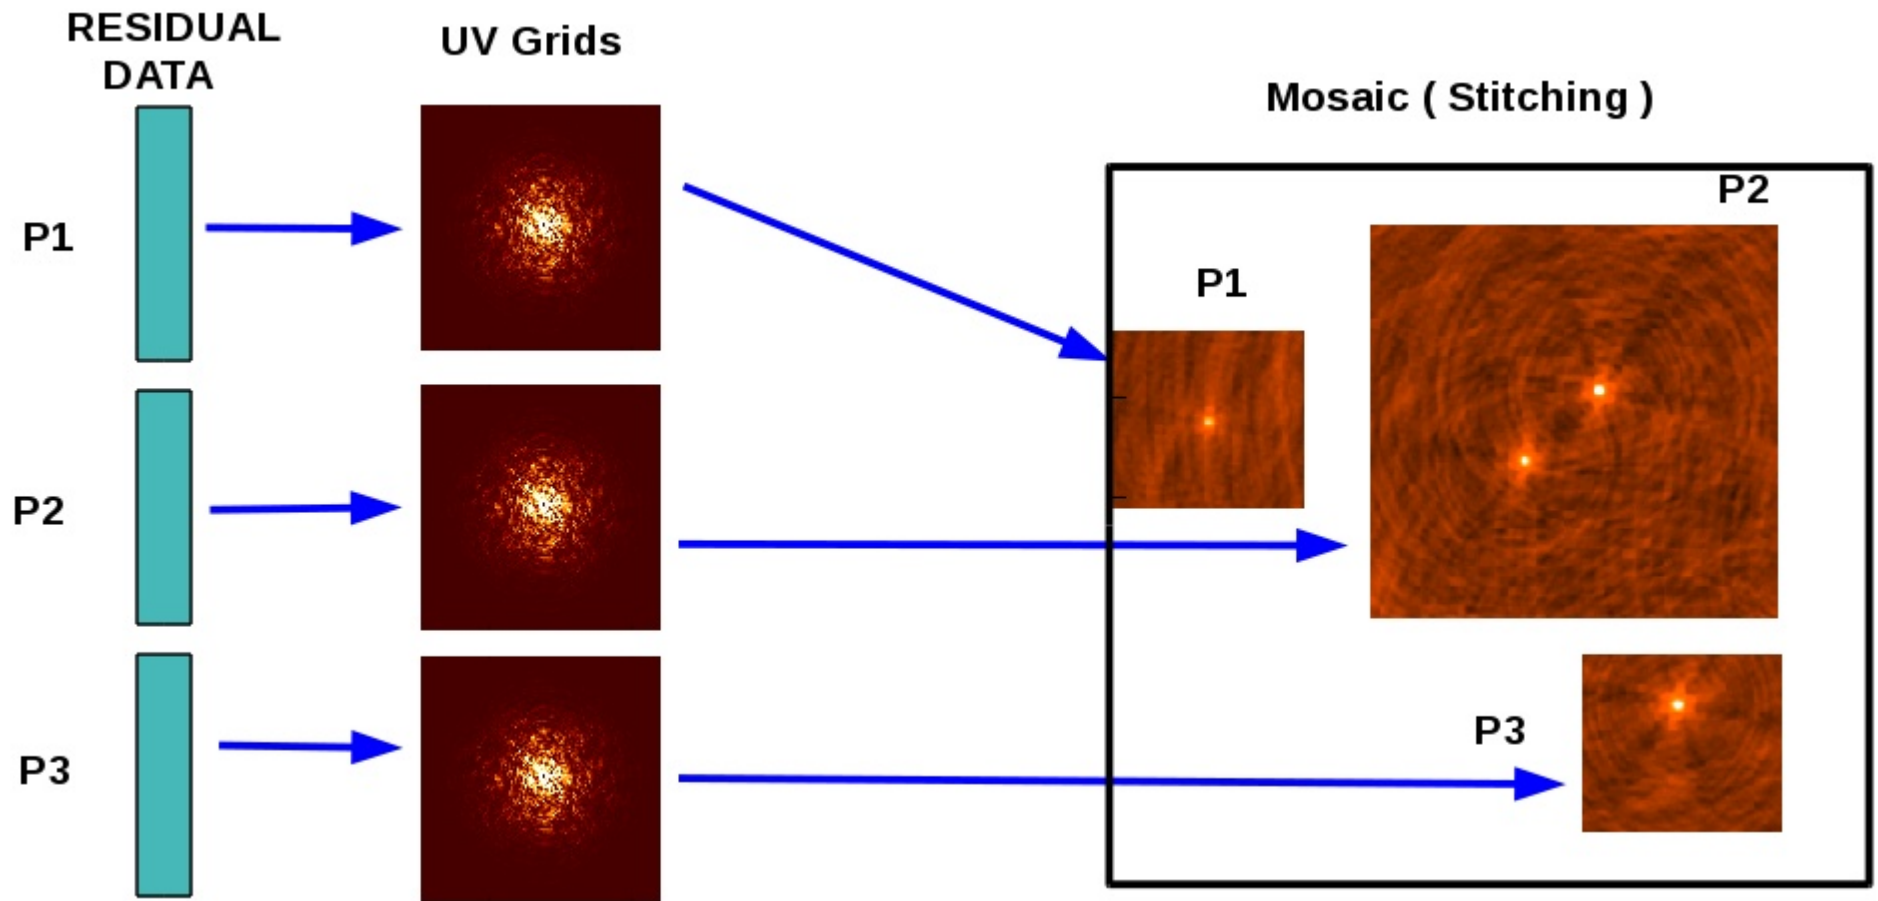 RESIDUAL
DATA
UV Grids
Mosaic ( Stitching )
P1
P2
P3
P1
P2
P3